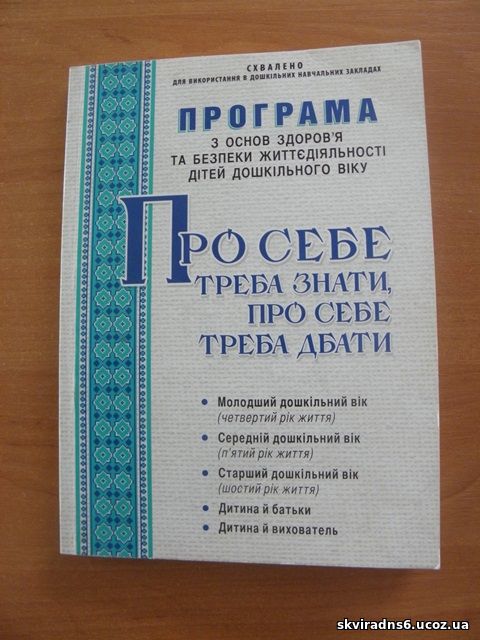 СХВАЛЕНО
ДЛЯ ВИКОРИСТАННЯ В ДОШКІЛЬНИХ НАВЧАЛЬНИХ ЗАКЛАДАХ
ПРОГРАМА
З ОСНОВ ЗДОРОВ'Я
ТА БЕЗПЕКИ ЖИТТЄДІЯЛЬНОСТІ
ДІТЕЙ ДОШКІЛЬНОГО ВІКУ
ПРО СЕБЕ
ТРЕБА ЗНАТИ,
ПРО СЕБЕ
ТРЕБА ДБАТИ
• Молодший дошкільний вік
(четвертий рік життя)
• Середній дошкільний вік
(п'ятий рік життя)
• Старший дошкільний вік
(шостий рік життя)
• Дитина й батьки
• Дитина й вихователь
skviradns6.ucoz.ua